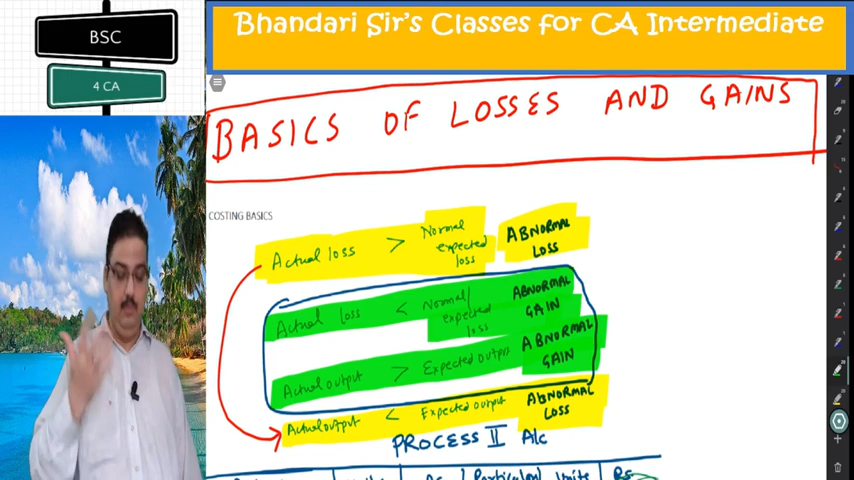 BSC
4 CA
Bhandari Sir's Classes for CA Intermediate
BASICS OF LOSSES AND GAINS
COSTING BASICS
Actual loss > Normal expected loss ABNORMAL LOSS
Actual loss < Normal/ expected loss ABNORMAL GAIN
Actual output > Expected output ABNORMAL GAIN
Actual output < Expected output ABNORMAL LOSS
PROCESS II A/c
Particulars Units Rs